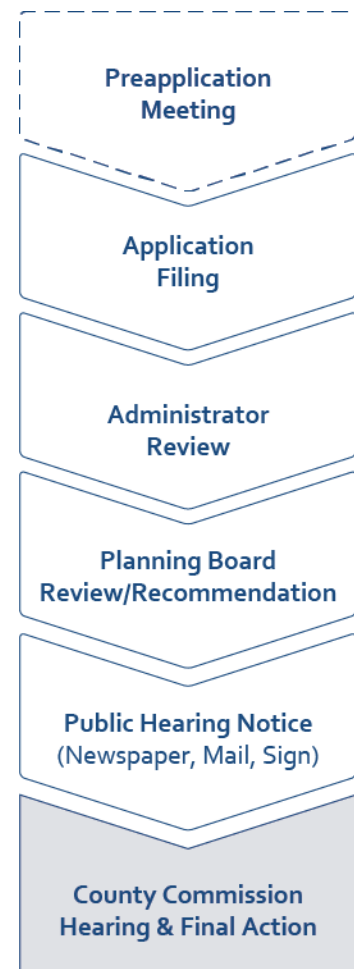 Preapplication
Meeting
Application
Filing
Administrator
Review
Planning Board
Review/Recommendation
Public Hearing Notice
(Newspaper, Mail, Sign)
County Commission
Hearing & Final Action